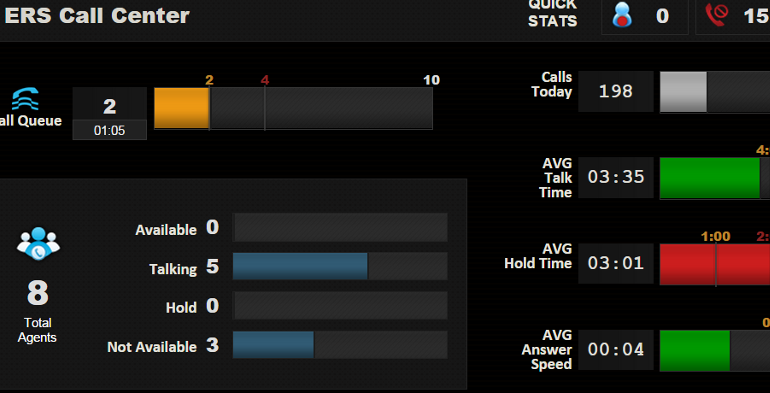 ERS Call Center
QUICK
STATS
0
15
2
4
10
all Queue
2
01:05
Calls
Today
198
4:
AVG
Talk
Time
03:35
1:00
2:
AVG
Hold Time
03:01
0
AVG
Answer
Speed
00:04
8
Total
Agents
Available 0
Talking 5
Hold 0
Not Available 3